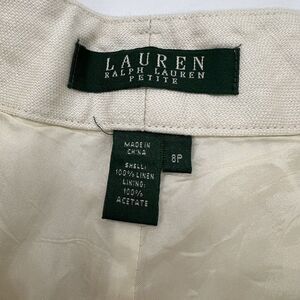 LAUREN
RALPH LAUREN
PETITE
MADE IN
CHINA
8P
SHELL:
100% LINEN
LINING:
100%
ACETATE